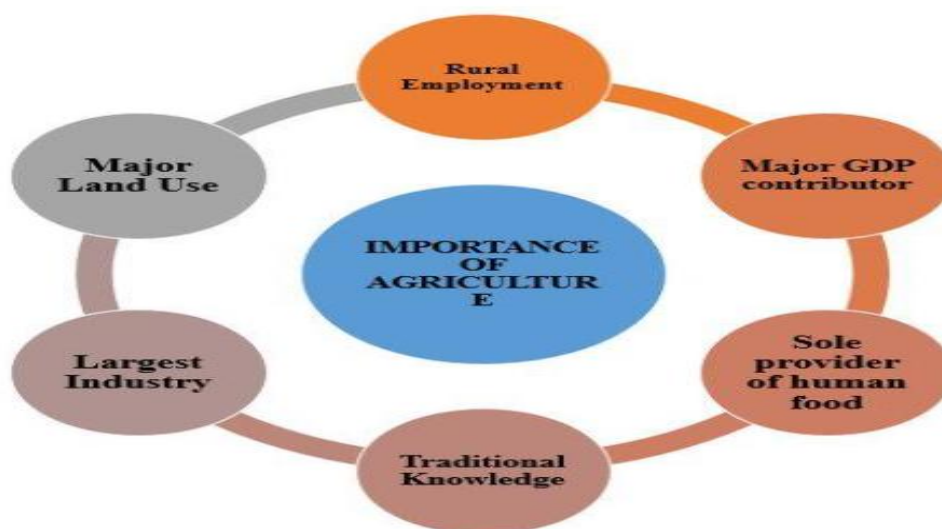 Rural
Employment
Major GDP
contributor
Sole
provider
of human
food
Traditional
Knowledge
Largest
Industry
Major
Land Use
IMPORTANCE
OF
AGRICULTUR
E